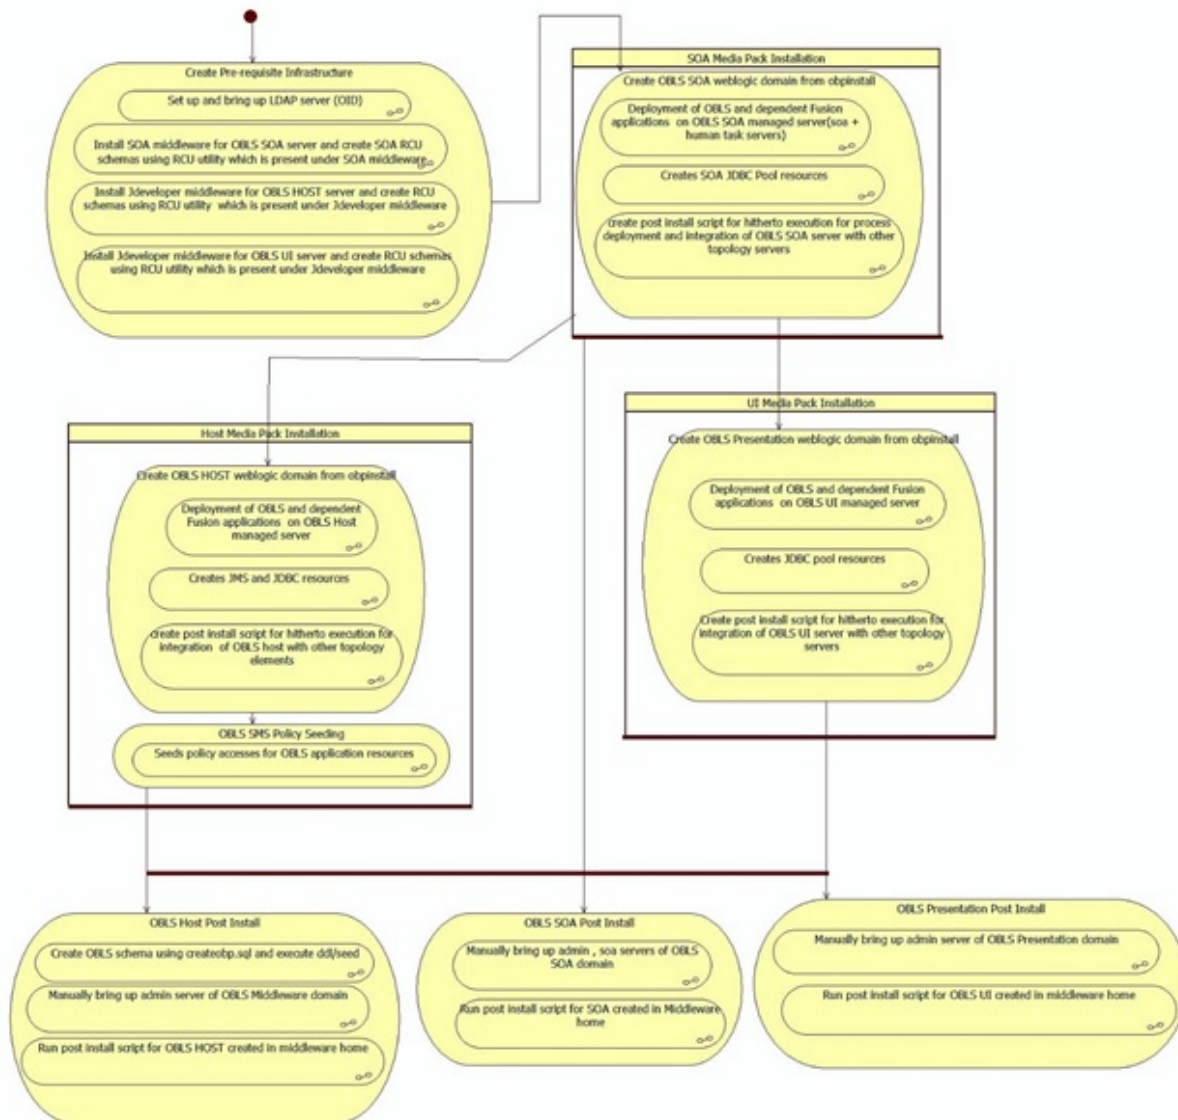 Create Pre-requisite Infrastructure
Set up and bring up LDAP server (OID)
Install SOA middleware for OBLS SOA server and create SOA RCU
schemas using RCU utility which is present under SOA middleware
Install Jdeveloper middleware for OBLS HOST server and create RCU
schemas using RCU utility which is present under Jdeveloper middleware
Install Jdeveloper middleware for OBLS UI server and create RCU schemas
using RCU utility which is present under Jdeveloper middleware
SOA Media Pack Installation
Create OBLS SOA weblogic domain from obpinstall
Deployment of OBLS and dependent Fusion
applications on OBLS SOA managed server(soa +
human task servers)
Creates SOA JDBC Pool resources
create post install script for hitherto execution for process
deployment and integration of OBLS SOA server with other
topology servers
Host Media Pack Installation
Create OBLS HOST weblogic domain from obpinstall
Deployment of OBLS and dependent
Fusion applications on OBLS Host
managed server
Creates JMS and JDBC resources
Create post install script for hitherto execution for
integration of OBLS host with other topology
elements
OBLS SMS Policy Seeding
Seeds policy accesses for OBLS application resources
UI Media Pack Installation
Create OBLS Presentation weblogic domain from obpinstall
Deployment of OBLS and dependent Fusion
applications on OBLS UI managed server
Creates JDBC pool resources
Create post install script for hitherto execution for
integration of OBLS UI server with other topology
servers
OBLS Host Post Install
Create OBLS schema using createobp.sql and execute ddl/seed
Manually bring up admin server of OBLS Middleware domain
Run post install script for OBLS HOST created in middleware home
OBLS SOA Post Install
Manually bring up admin , soa servers of OBLS
SOA domain
Run post install script for SOA created in Middleware
home
OBLS Presentation Post Install
Manually bring up admin server of OBLS Presentation domain
Run post install script for OBLS UI created in middleware home